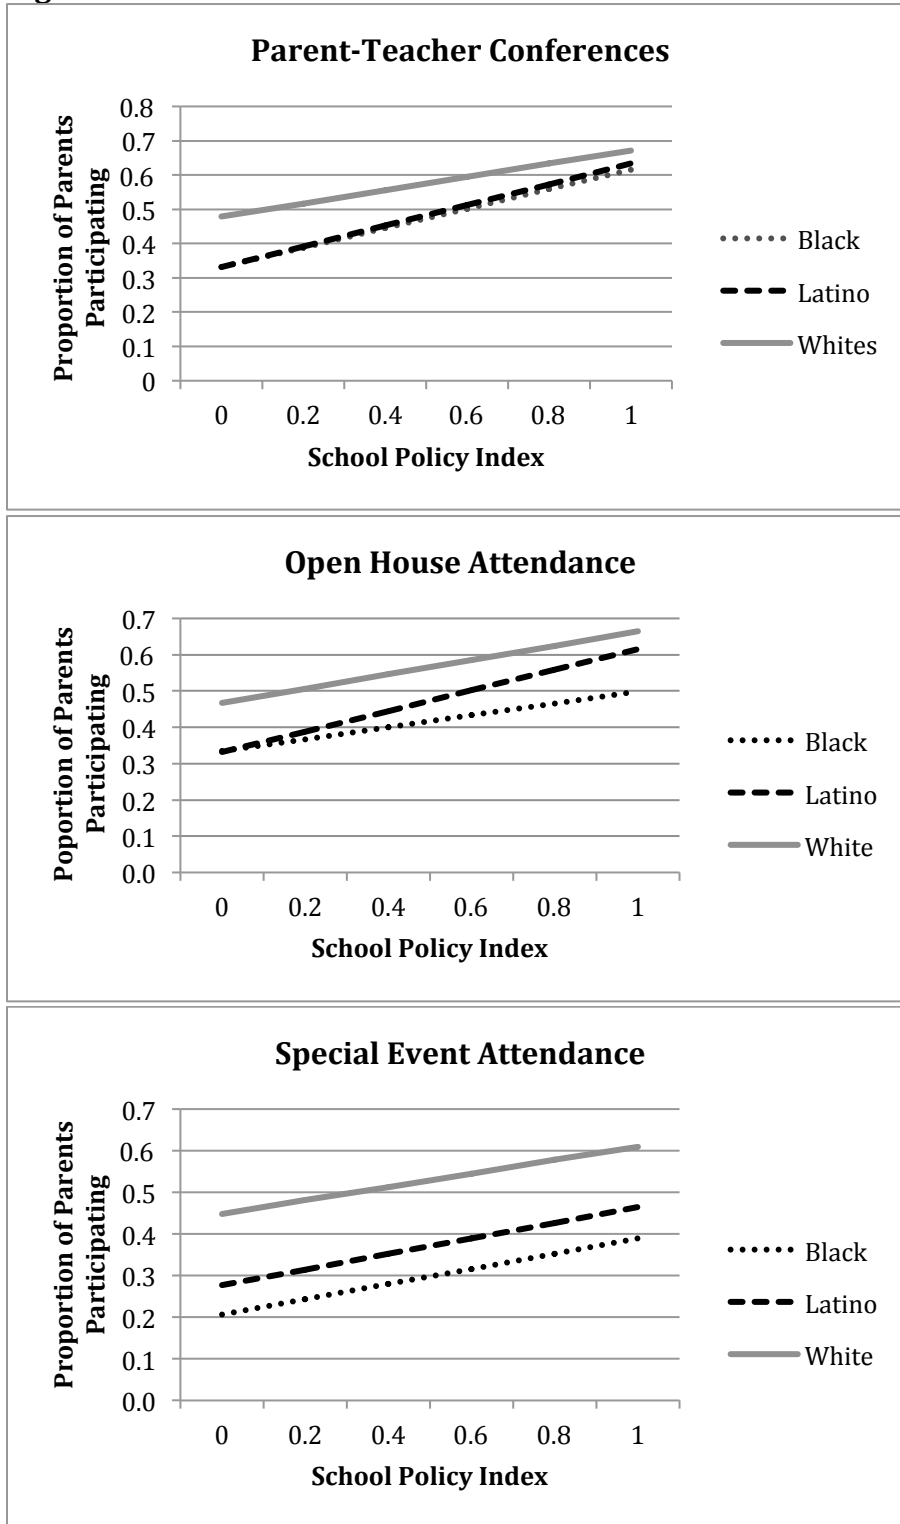 Parent-Teacher Conferences
Proportion of Parents
Participating
0.8
0.7
0.6
0.5
0.4
0.3
0.2
0.1
0
0 0.2 0.4 0.6 0.8 1
School Policy Index
Black
Latino
Whites
Open House Attendance
Poportion of Parents
Participating
0.7
0.6
0.5
0.4
0.3
0.2
0.1
0.0
0 0.2 0.4 0.6 0.8 1
School Policy Index
Black
Latino
White
Special Event Attendance
Proportion of Parents
Participating
0.7
0.6
0.5
0.4
0.3
0.2
0.1
0.0
0 0.2 0.4 0.6 0.8 1
School Policy Index
Black
Latino
White